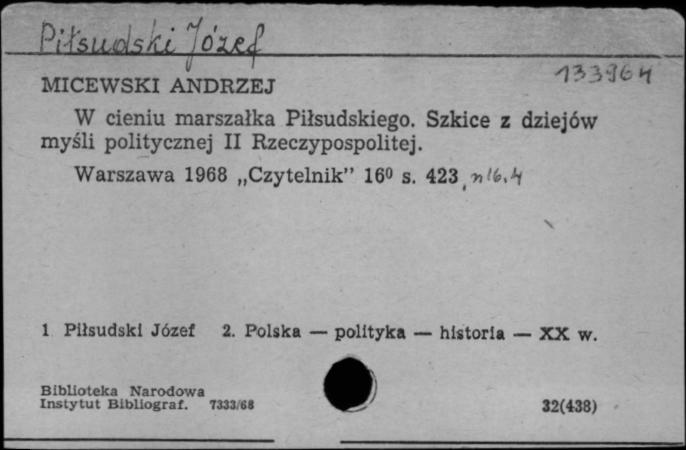 Piłsudski Józef
133964
MICEWSKI ANDRZEJ
W cieniu marszałka Piłsudskiego. Szkice z dziejów
myśli politycznej II Rzeczypospolitej.
Warszawa 1968 „Czytelnik” 16⁰ s. 423,
1 Piłsudski Józef 2. Polska — polityka — historia — XX w.
Biblioteka Narodowa
Instytut Bibliograf. 7333/68
32(438)